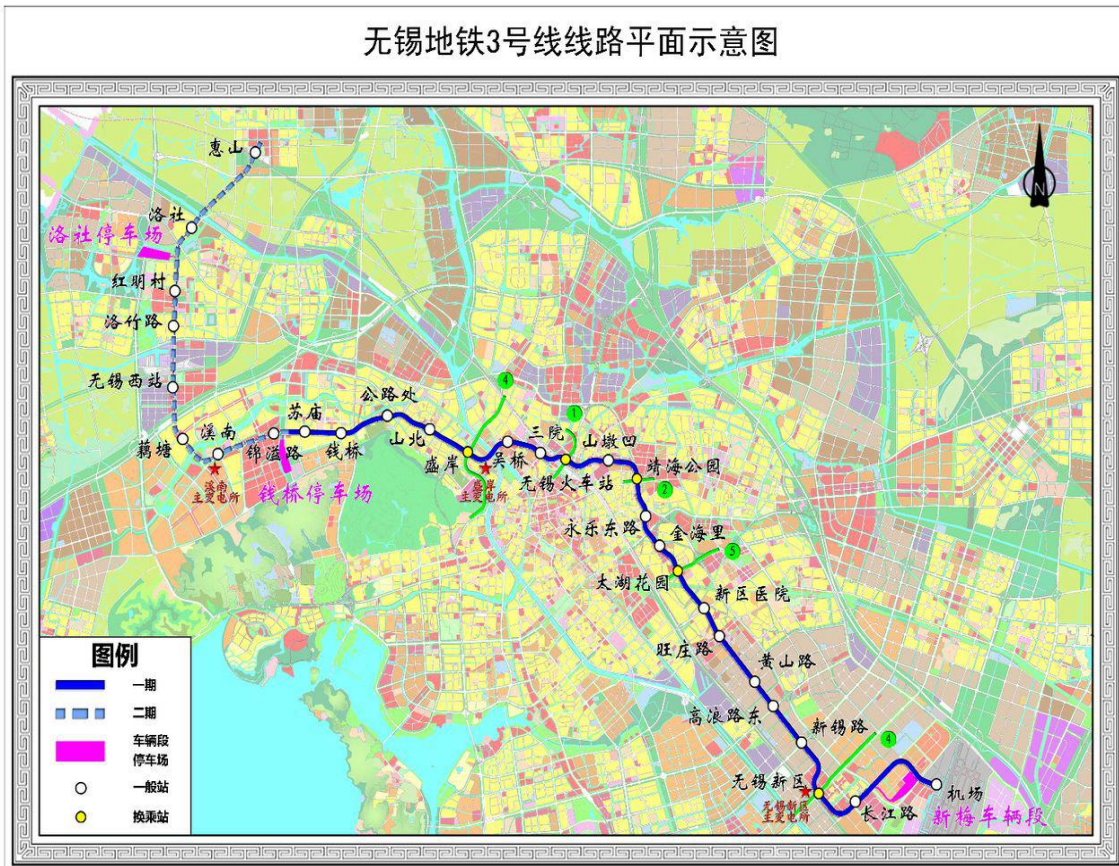 无锡地铁3号线线路平面示意图
N
惠山
洛社
洛社停车场
红明村
洛竹路
无锡西站
藕塘
溪南
溪南
主变电所
锦溢路
苏庙
钱桥
钱桥停车场
公路处
山北
4
盛岸
盛岸
主变电所
吴桥
三院
1
无锡火车站
山墩凹
靖海公园
2
永乐东路
金海里
5
太湖花园
新区医院
旺庄路
黄山路
高浪路东
新锡路
4
无锡新区
无锡新区
主变电所
长江路
机场
新梅车辆段
图例
一期
二期
车辆段
停车场
一般站
换乘站